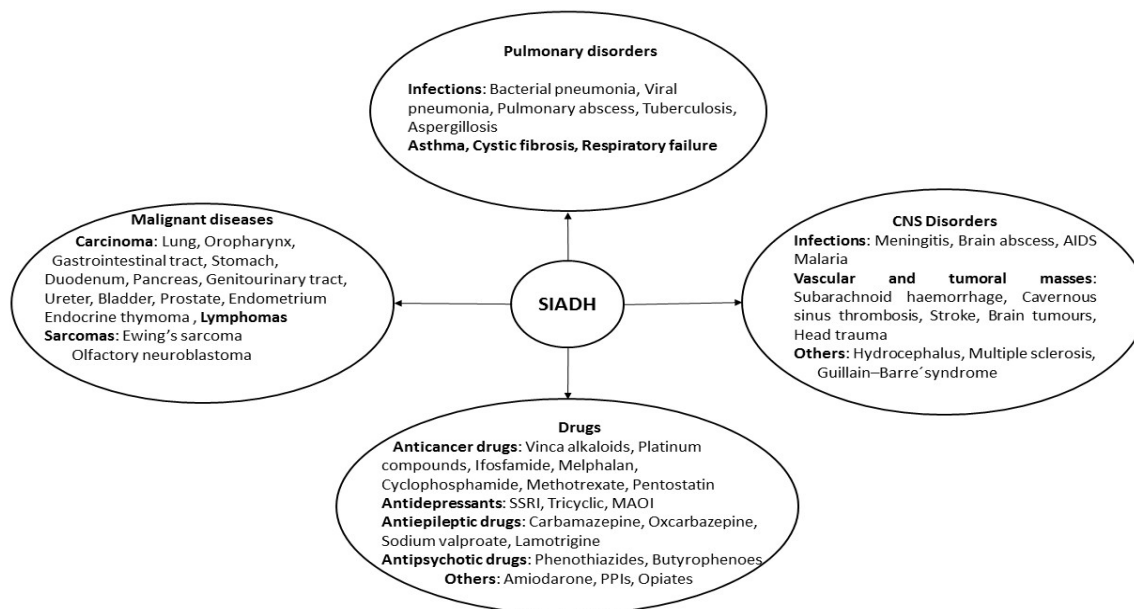 Pulmonary disorders
Infections: Bacterial pneumonia, Viral
pneumonia, Pulmonary abscess, Tuberculosis,
Aspergillosis
Asthma, Cystic fibrosis, Respiratory failure
Malignant diseases
Carcinoma: Lung, Oropharynx,
Gastrointestinal tract, Stomach,
Duodenum, Pancreas, Genitourinary tract,
Ureter, Bladder, Prostate, Endometrium
Endocrine thymoma , Lymphomas
Sarcomas: Ewing’s sarcoma
Olfactory neuroblastoma
SIADH
CNS Disorders
Infections: Meningitis, Brain abscess, AIDS
Malaria
Vascular and tumoral masses:
Subarachnoid haemorrhage, Cavernous
sinus thrombosis, Stroke, Brain tumours,
Head trauma
Others: Hydrocephalus, Multiple sclerosis,
Guillain–Barre´syndrome
Drugs
Anticancer drugs: Vinca alkaloids, Platinum
compounds, Ifosfamide, Melphalan,
Cyclophosphamide, Methotrexate, Pentostatin
Antidepressants: SSRI, Tricyclic, MAOI
Antiepileptic drugs: Carbamazepine, Oxcarbazepine,
Sodium valproate, Lamotrigine
Antipsychotic drugs: Phenothiazides, Butyrophenoes
Others: Amiodarone, PPIs, Opiates